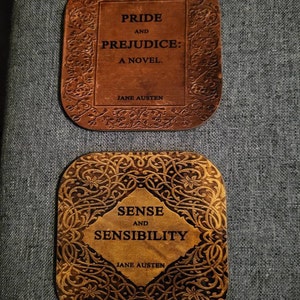 PRIDE
AND
PREJUDICE:
A NOVEL.
JANE AUSTEN
SENSE
AND
SENSIBILITY
JANE AUSTEN